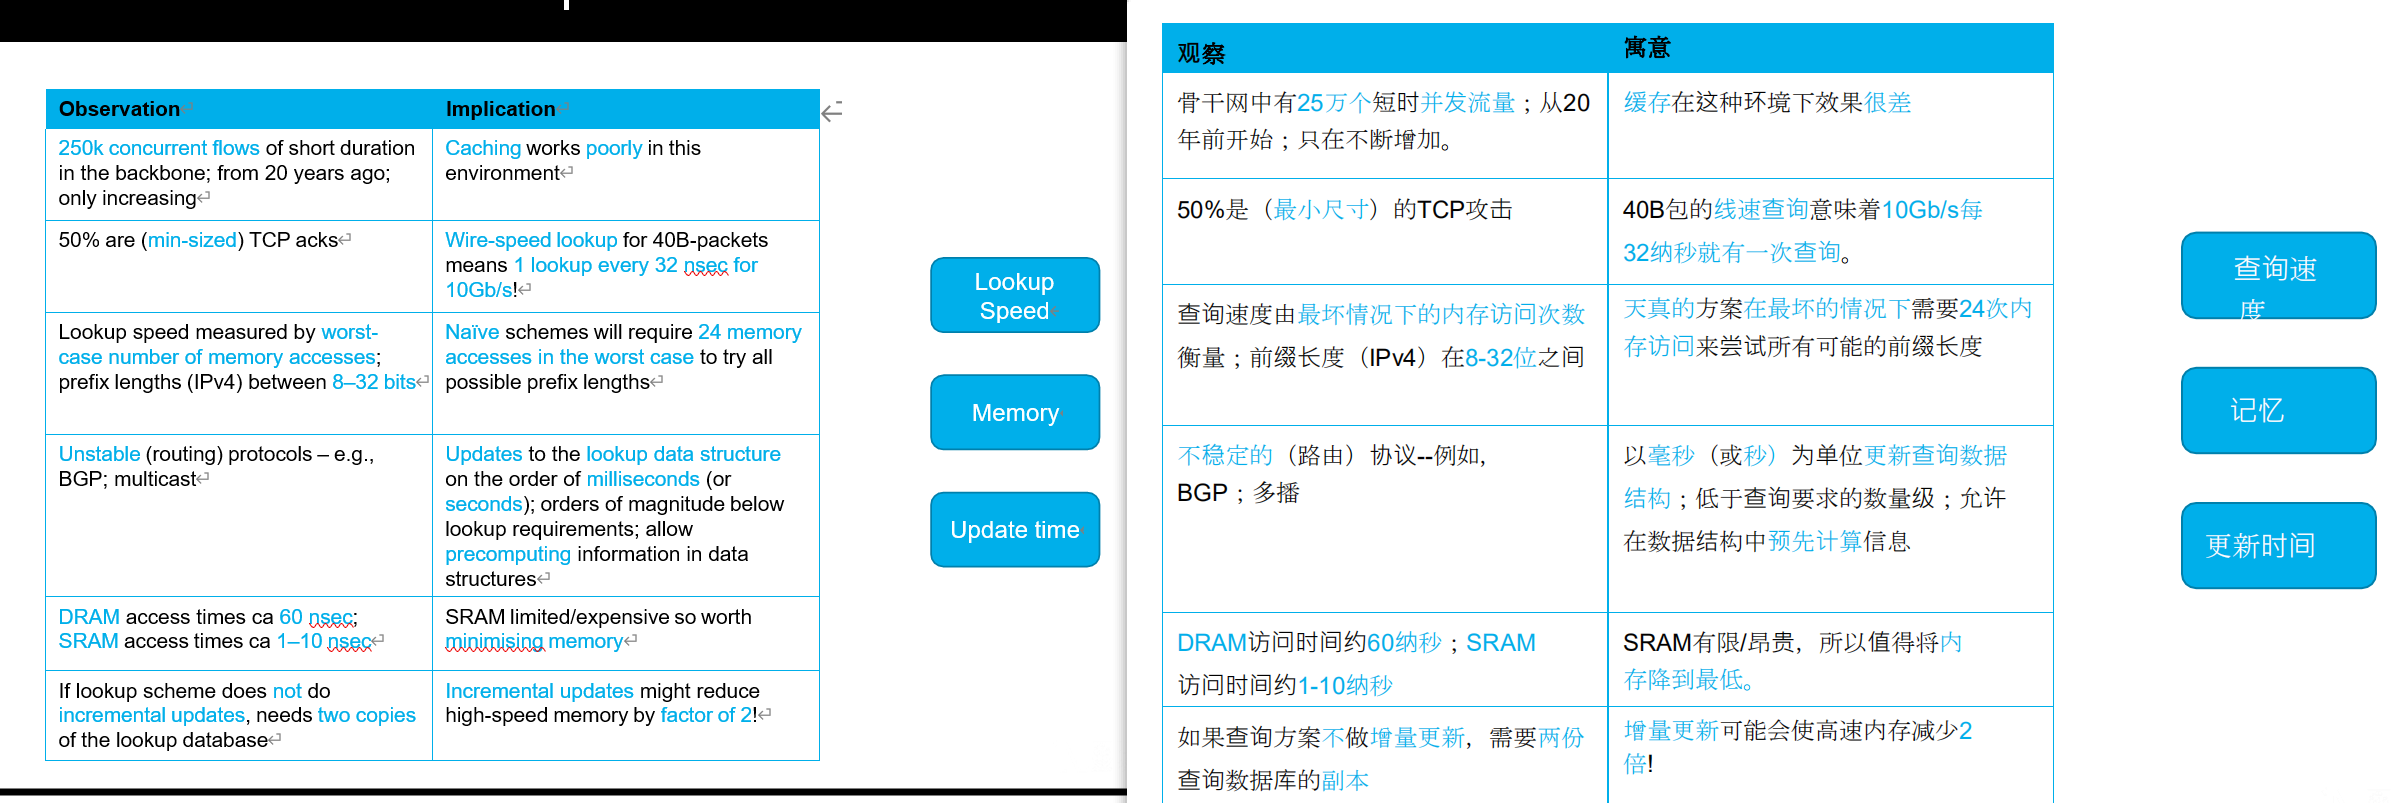 Observation
Implication
250k concurrent flows of short duration
in the backbone; from 20 years ago;
only increasing
Caching works poorly in this
environment
50% are (min-sized) TCP acks
Wire-speed lookup for 40B-packets
means 1 lookup every 32 nsec for
10Gb/s!
Lookup speed measured by worst-
case number of memory accesses;
prefix lengths (IPv4) between 8–32 bits
Naïve schemes will require 24 memory
accesses in the worst case to try all
possible prefix lengths
Unstable (routing) protocols – e.g.,
BGP; multicast
Updates to the lookup data structure
on the order of milliseconds (or
seconds); orders of magnitude below
lookup requirements; allow
precomputing information in data
structures
DRAM access times ca 60 nsec;
SRAM access times ca 1–10 nsec
SRAM limited/expensive so worth
minimising memory
If lookup scheme does not do
incremental updates, needs two copies
of the lookup database
Incremental updates might reduce
high-speed memory by factor of 2!
Lookup
Speed
Memory
Update time
观察
寓意
骨干网中有25万个短时并发流量；从20
年前开始；只在不断增加。
缓存在这种环境下效果很差
50%是（最小尺寸）的TCP攻击
40B包的线速查询意味着10Gb/s每
32纳秒就有一次查询。
查询速度由最坏情况下的内存访问次数
衡量；前缀长度（IPv4）在8-32位之间
天真的方案在最坏的情况下需要24次内
存访问来尝试所有可能的前缀长度
不稳定的（路由）协议--例如，
BGP；多播
以毫秒（或秒）为单位更新查询数据
结构；低于查询要求的数量级；允许
在数据结构中预先计算信息
DRAM访问时间约60纳秒；SRAM
访问时间约1-10纳秒
SRAM有限/昂贵，所以值得将内
存降到最低。
如果查询方案不做增量更新，需要两份
查询数据库的副本
增量更新可能会使高速内存减少2
倍!
查询速
度
记忆
更新时间